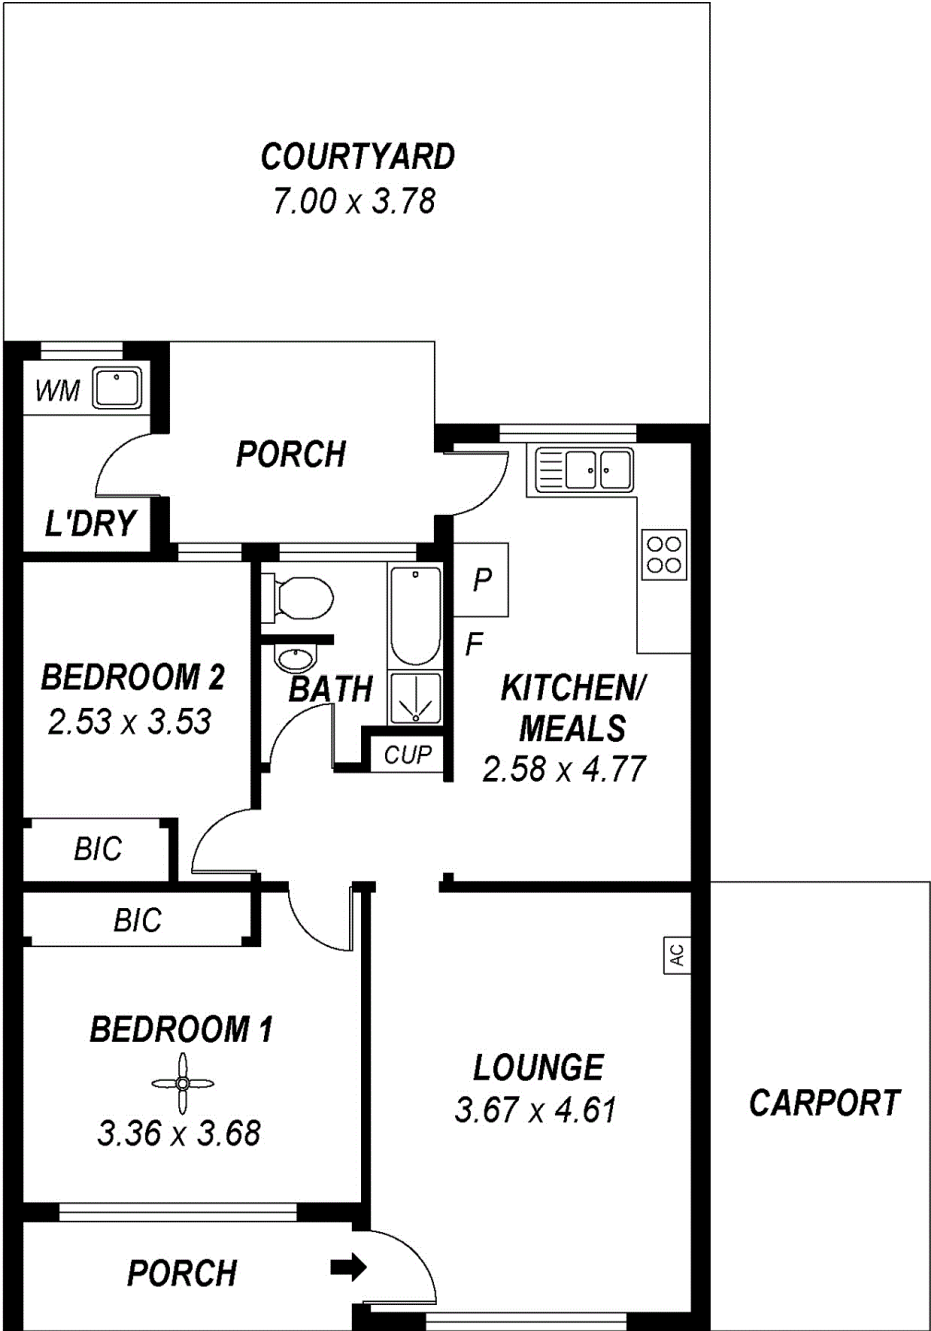 COURTYARD
7.00 x 3.78
WM
L'DRY
PORCH
P
F
KITCHEN/
MEALS
2.58 x 4.77
BEDROOM 2
2.53 x 3.53
BATH
CUP
BIC
BIC
BEDROOM 1
3.36 x 3.68
AC
LOUNGE
3.67 x 4.61
CARPORT
PORCH